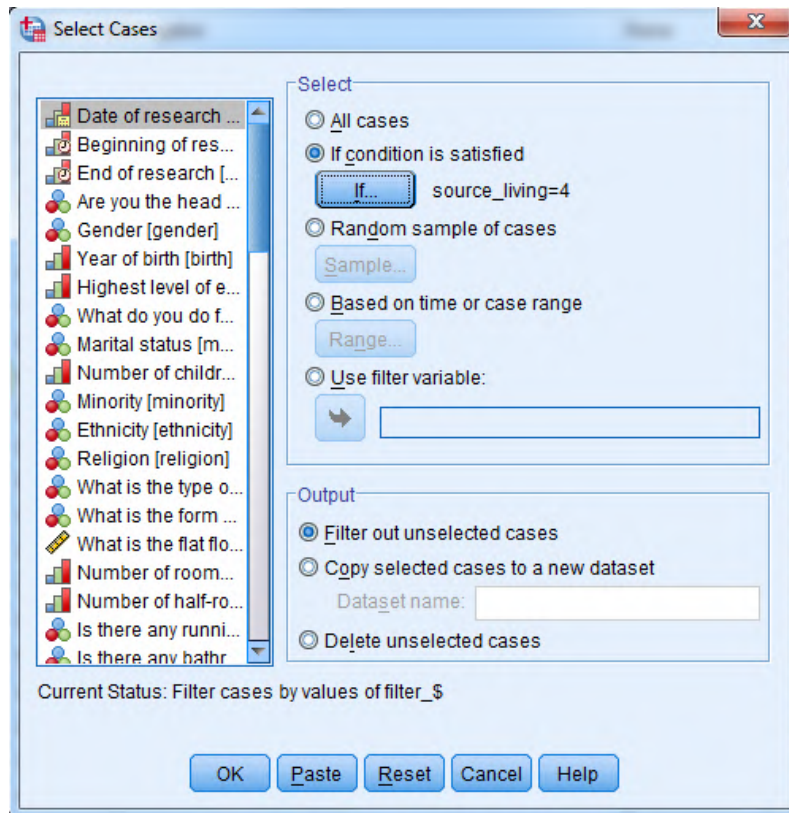 Select Cases
Date of research ...
Beginning of res...
End of research [...
Are you the head ...
Gender [gender]
Year of birth [birth]
Highest level of e...
What do you do f...
Marital status [m...
Number of childr...
Minority [minority]
Ethnicity [ethnicity]
Religion [religion]
What is the type o...
What is the form ...
What is the flat flo...
Number of room...
Number of half-ro...
Is there any runni...
Is there any bathr
Select
All cases
If condition is satisfied
If... source_living=4
Random sample of cases
Sample...
Based on time or case range
Range...
Use filter variable:
Output
Filter out unselected cases
Copy selected cases to a new dataset
Dataset name:
Delete unselected cases
Current Status: Filter cases by values of filter_$
OK Paste Reset Cancel Help